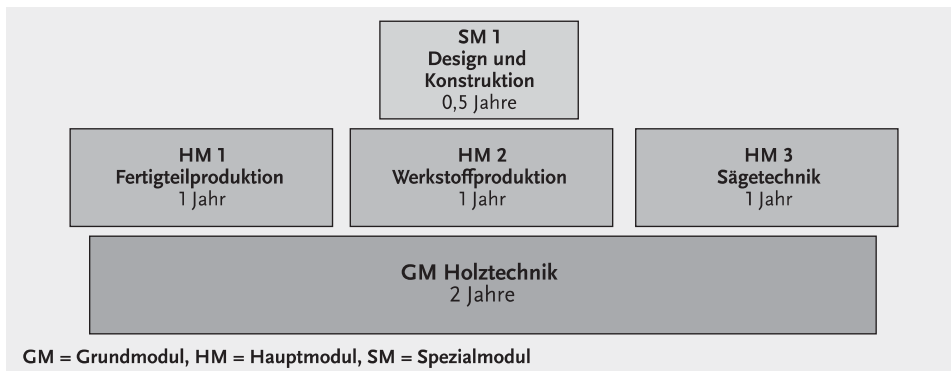 SM 1
Design und
Konstruktion
0,5 Jahre
HM 1
Fertigteilproduktion
1 Jahr
HM 2
Werkstoffproduktion
1 Jahr
HM 3
Sägetechnik
1 Jahr
GM Holztechnik
2 Jahre
GM = Grundmodul, HM = Hauptmodul, SM = Spezialmodul